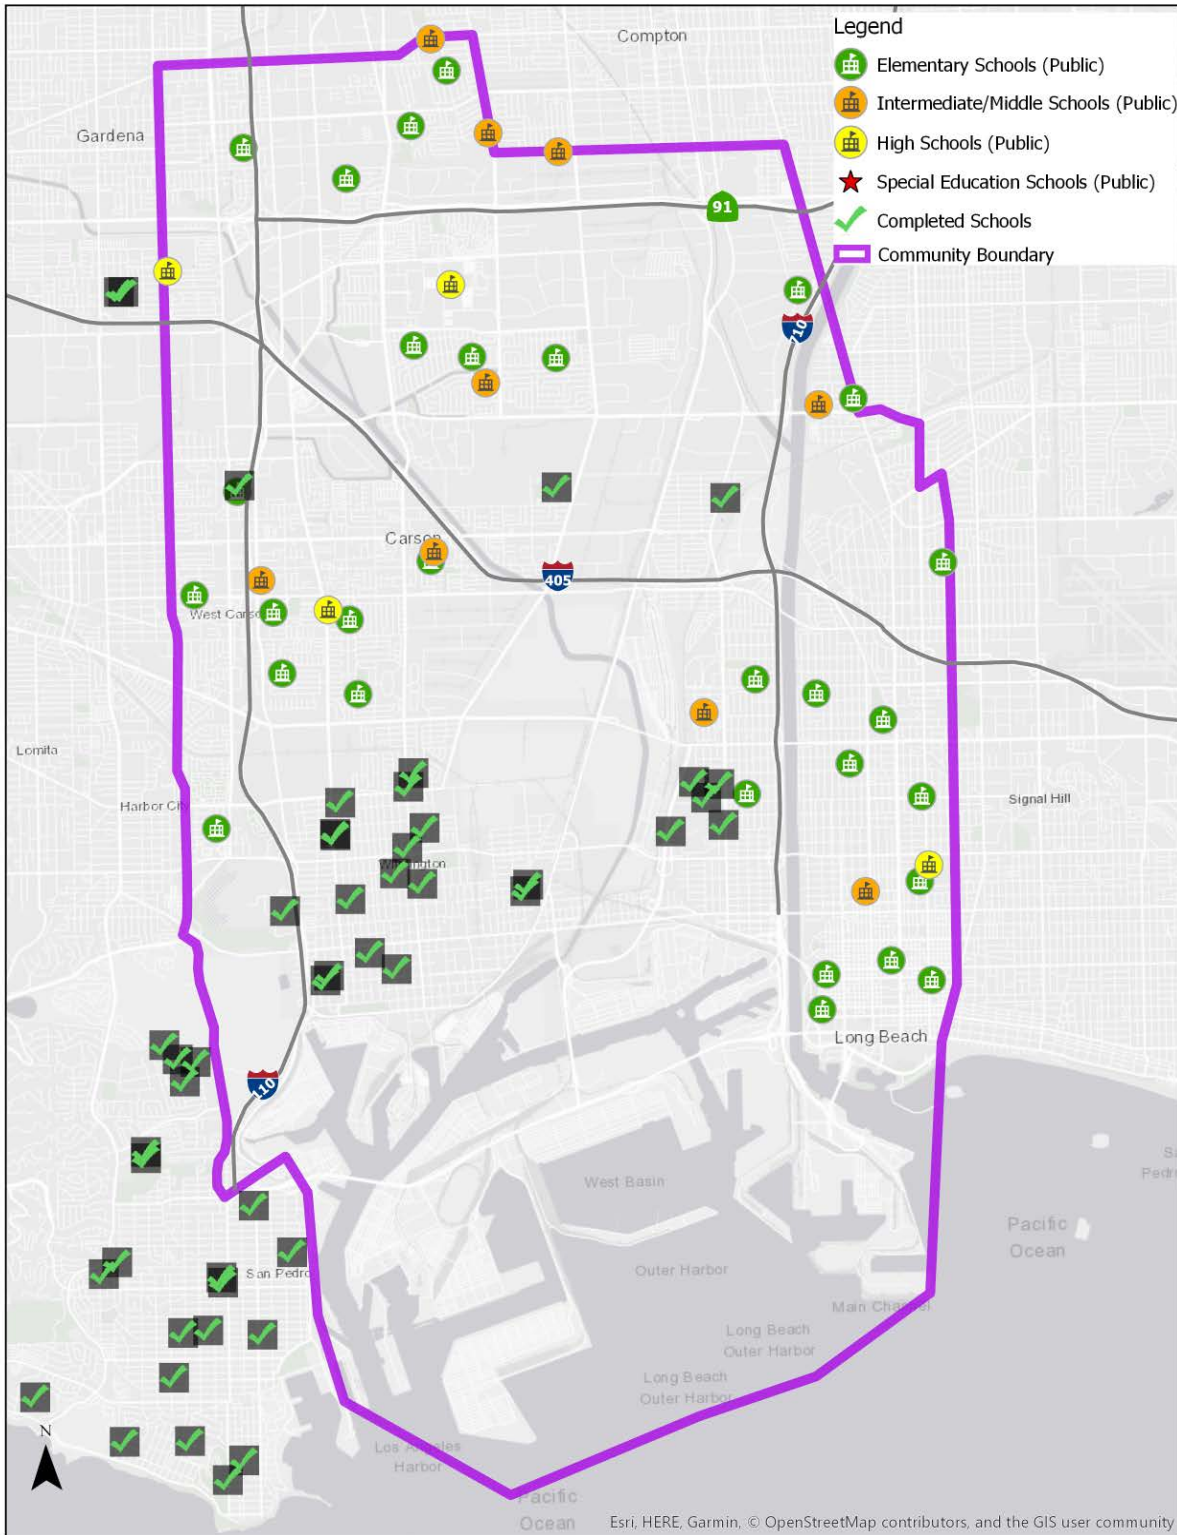 Legend
Elementary Schools (Public)
Intermediate/Middle Schools (Public)
High Schools (Public)
Special Education Schools (Public)
Completed Schools
Community Boundary
Compton
Gardena
91
710
Carson
405
West Carson
Lomita
Harbor City
Signal Hill
Wilmington
Long Beach
110
West Basin
Pacific
Ocean
Outer Harbor
San Pedro
Main Channel
Long Beach
Outer Harbor
Long Beach
Outer Harbor
N
Los Angeles
Harbor
Pacific
Ocean
Esri, HERE, Garmin, © OpenStreetMap contributors, and the GIS user community